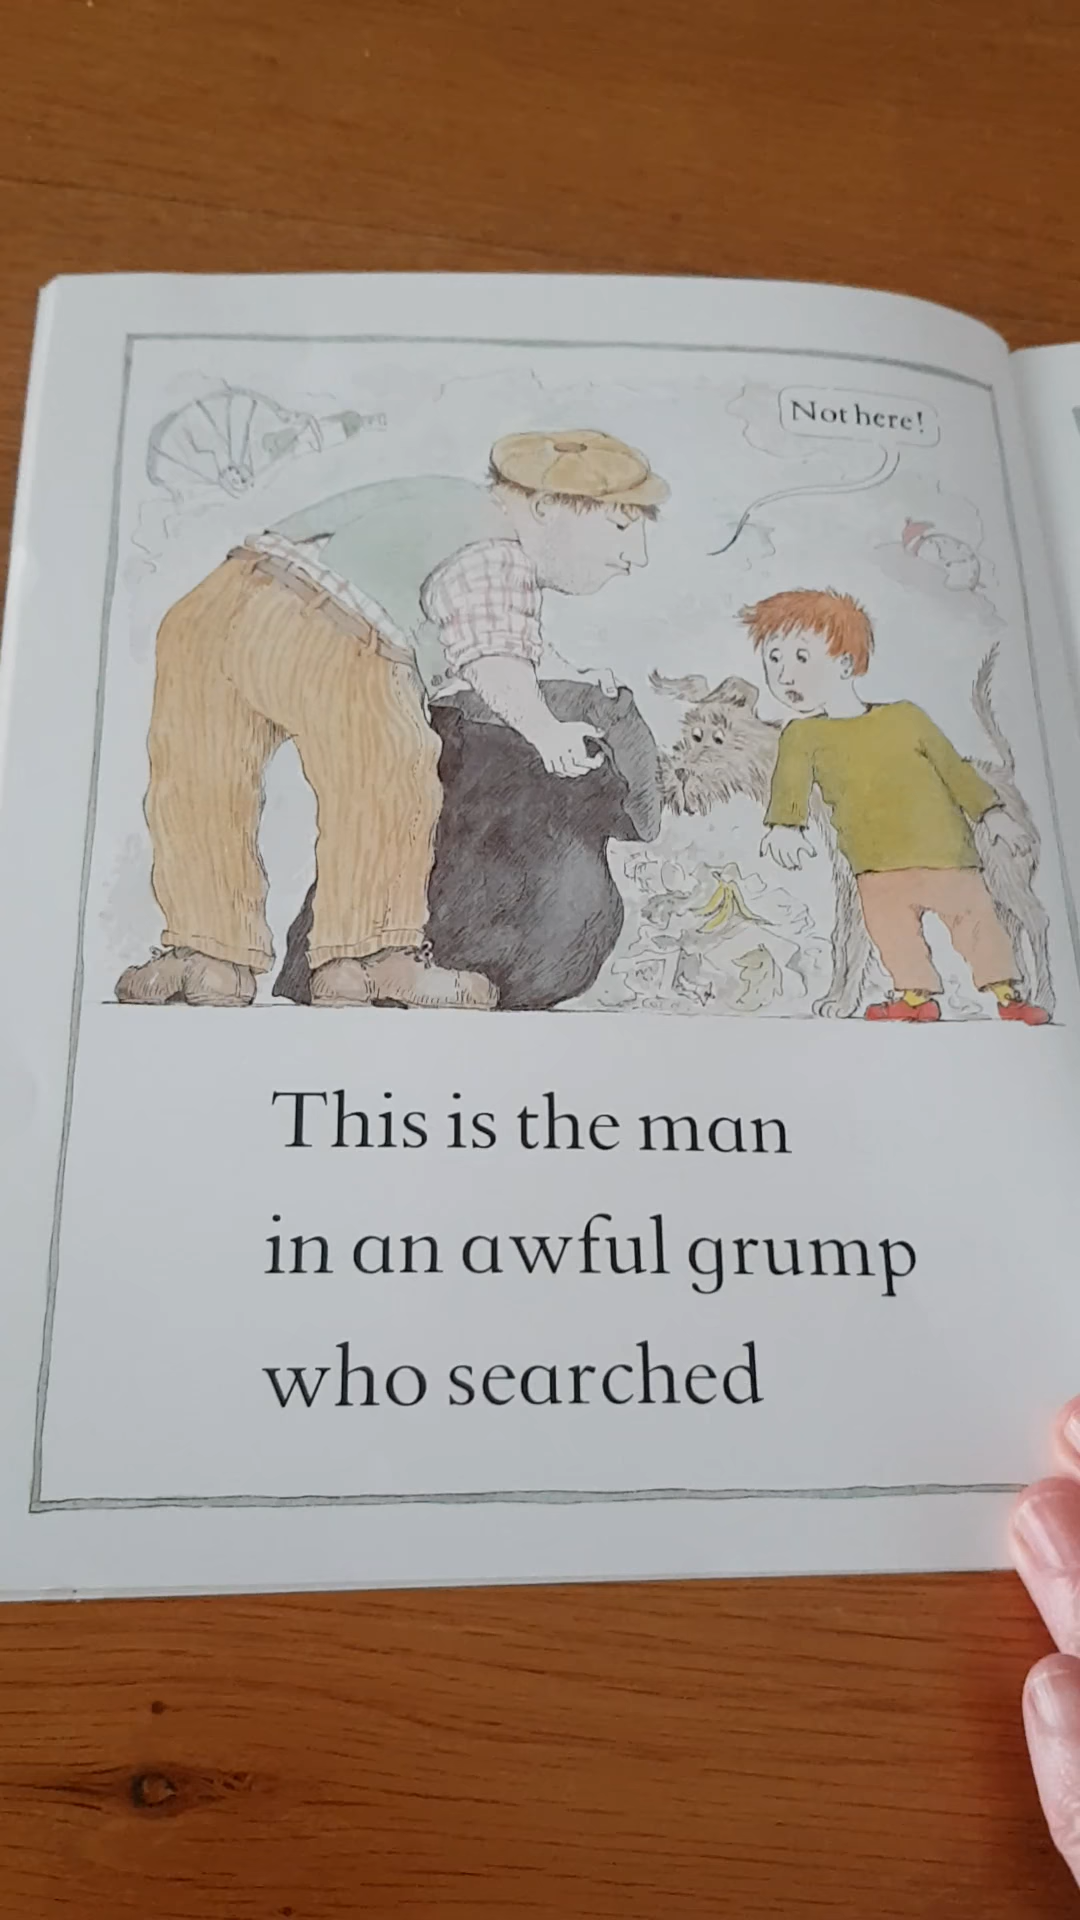 Not here!
This is the man
in an awful grump
who searched